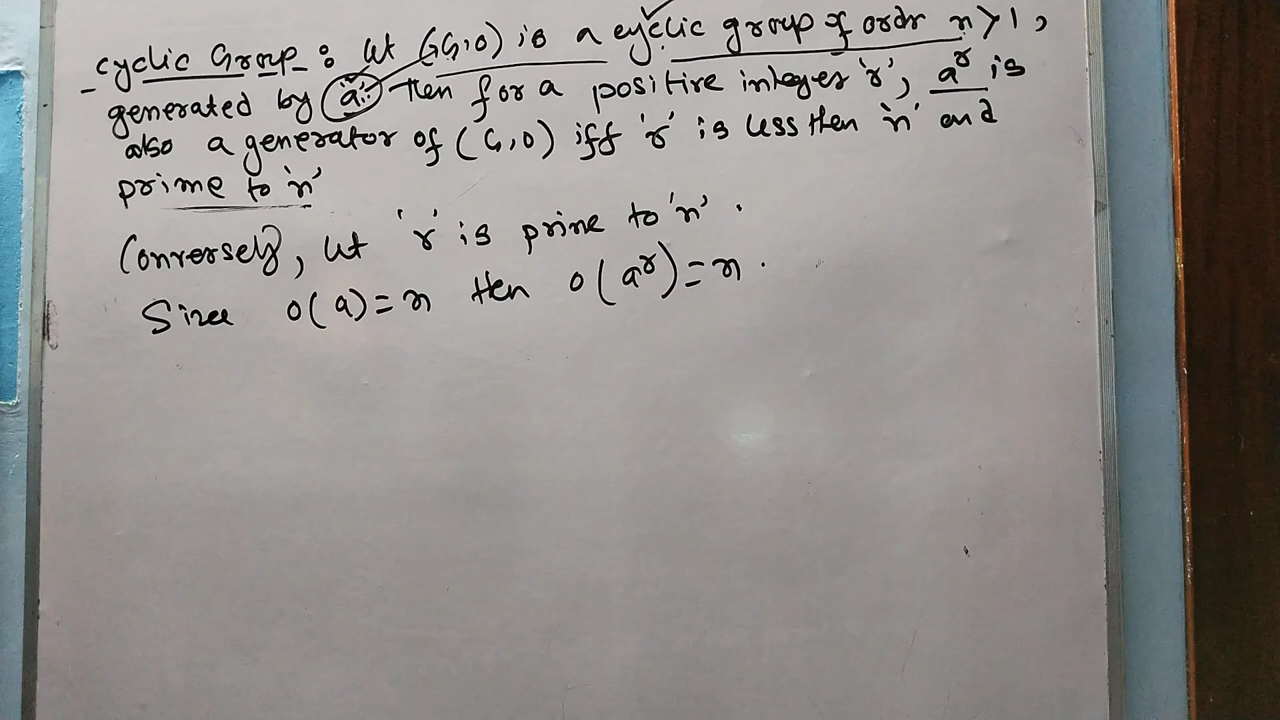 cyclic Group : Let (G,o) is a cyclic group of order n>1,
generated by 'a' then for a positive integer 'r', a^r is
also a generator of (G,o) iff 'r' is less then 'n' and
prime to 'n'
Conversely, let 'r' is prime to 'n'.
Since o(a)=n then o(a^r)=n.